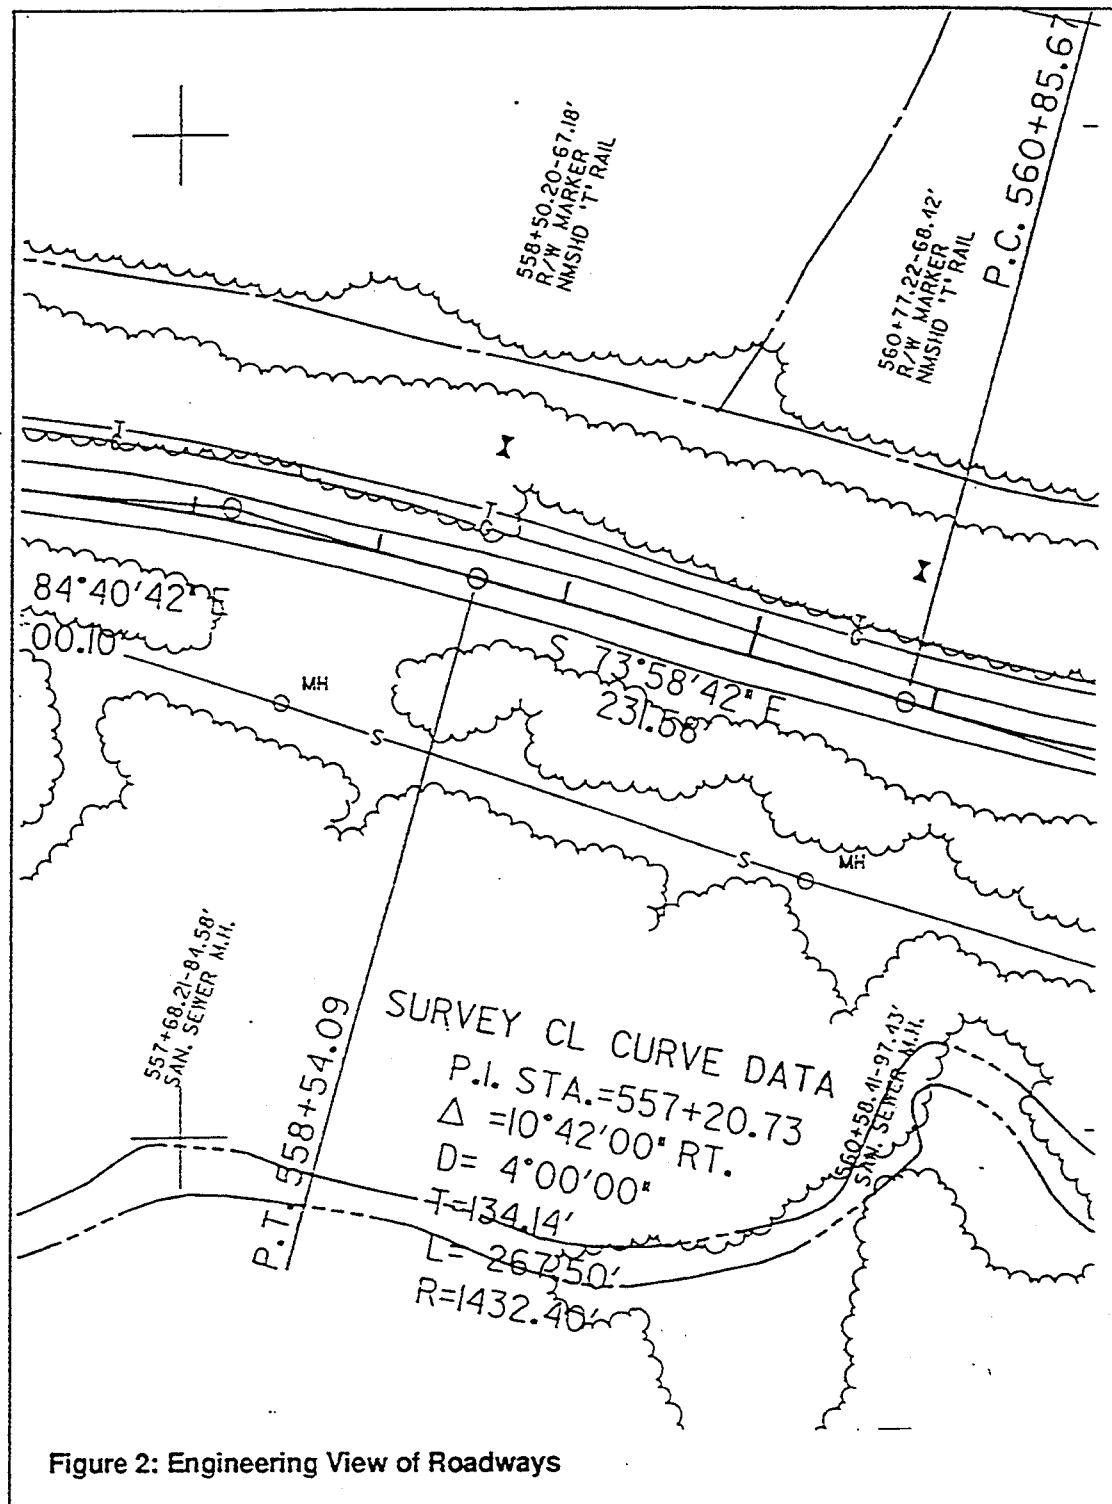 P.C. 560+85.67
558+50.20-67.18'
R/W MARKER
NMSHD 'T' RAIL
560+77.22-68.42'
R/W MARKER
NMSHD 'T' RAIL
T
G
T
G
T
G
84°40'42" E
00.10'
S 73°58'42" E
231.58'
MH
S
S
MH
557+68.21-84.58'
SAN. SEWER M.H.
P.T. 558+54.09
SURVEY CL CURVE DATA
P.I. STA.=557+20.73
Δ =10°42'00" RT.
D= 4°00'00"
T=134.14'
L= 267.50'
R=1432.40'
560+58.41-97.43'
SAN. SEWER M.H.
Figure 2: Engineering View of Roadways